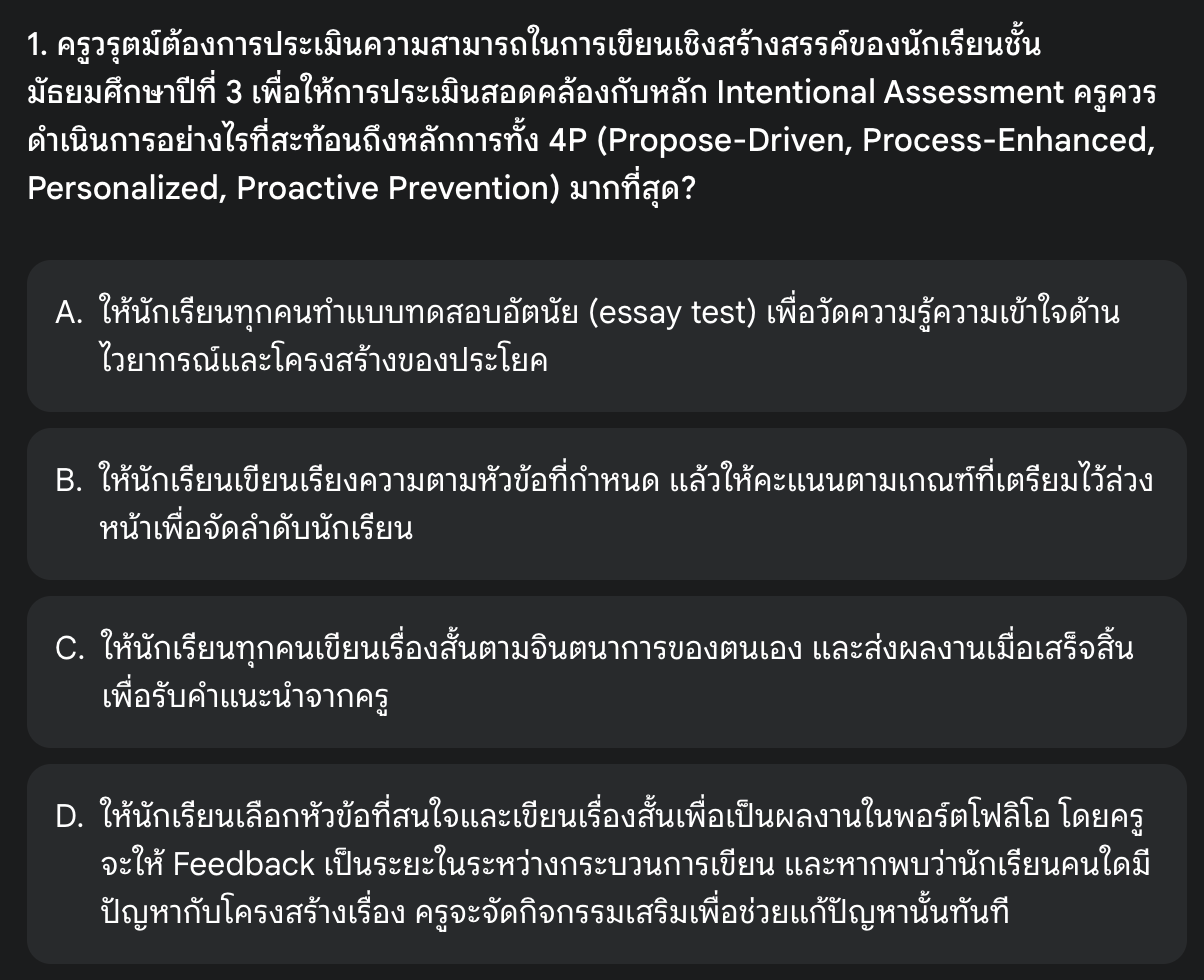 1. ครูวรุตม์ต้องการประเมินความสามารถในการเขียนเชิงสร้างสรรค์ของนักเรียนชั้น
มัธยมศึกษาปีที่ 3 เพื่อให้การประเมินสอดคล้องกับหลัก Intentional Assessment ครูควร
ดำเนินการอย่างไรที่สะท้อนถึงหลักการทั้ง 4P (Propose-Driven, Process-Enhanced,
Personalized, Proactive Prevention) มากที่สุด?
A. ให้นักเรียนทุกคนทำแบบทดสอบอัตนัย (essay test) เพื่อวัดความรู้ความเข้าใจด้าน
ไวยากรณ์และโครงสร้างของประโยค
B. ให้นักเรียนเขียนเรียงความตามหัวข้อที่กำหนด แล้วให้คะแนนตามเกณฑ์ที่เตรียมไว้ล่วง
หน้าเพื่อจัดลำดับนักเรียน
C. ให้นักเรียนทุกคนเขียนเรื่องสั้นตามจินตนาการของตนเอง และส่งผลงานเมื่อเสร็จสิ้น
เพื่อรับคำแนะนำจากครู
D. ให้นักเรียนเลือกหัวข้อที่สนใจและเขียนเรื่องสั้นเพื่อเป็นผลงานในพอร์ตโฟลิโอ โดยครู
จะให้ Feedback เป็นระยะในระหว่างกระบวนการเขียน และหากพบว่านักเรียนคนใดมี
ปัญหากับโครงสร้างเรื่อง ครูจะจัดกิจกรรมเสริมเพื่อช่วยแก้ปัญหานั้นทันที